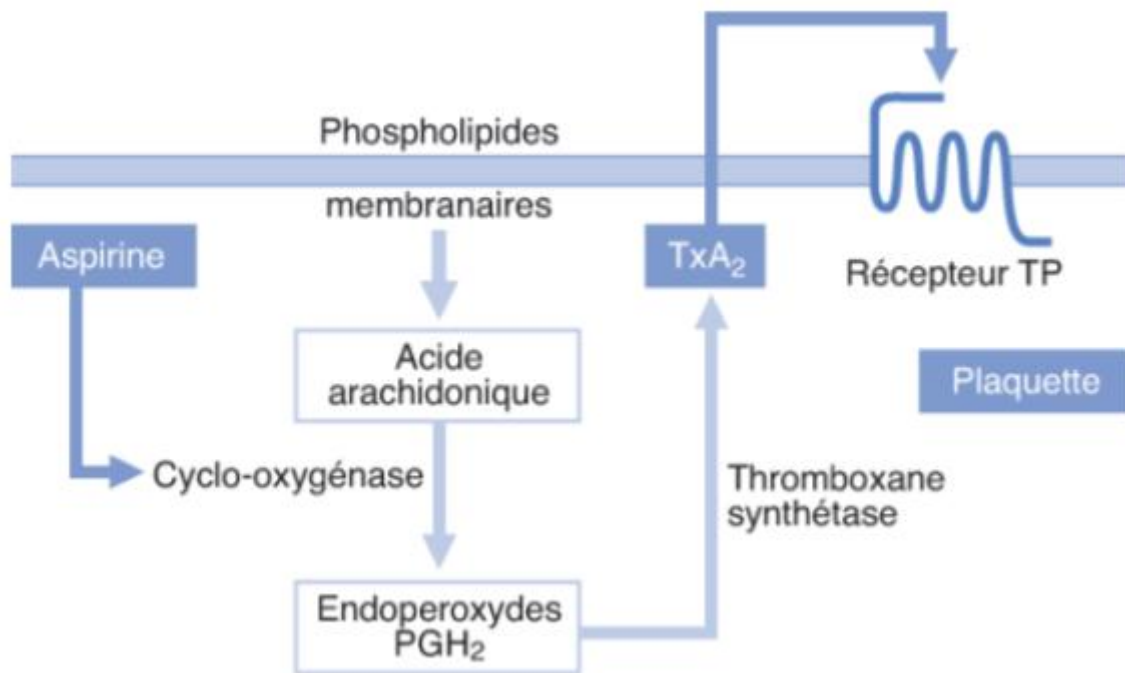 Phospholipides
membranaires
Aspirine
TxA₂
Récepteur TP
Acide
arachidonique
Plaquette
Cyclo-oxygénase
Thromboxane
synthétase
Endoperoxydes
PGH₂